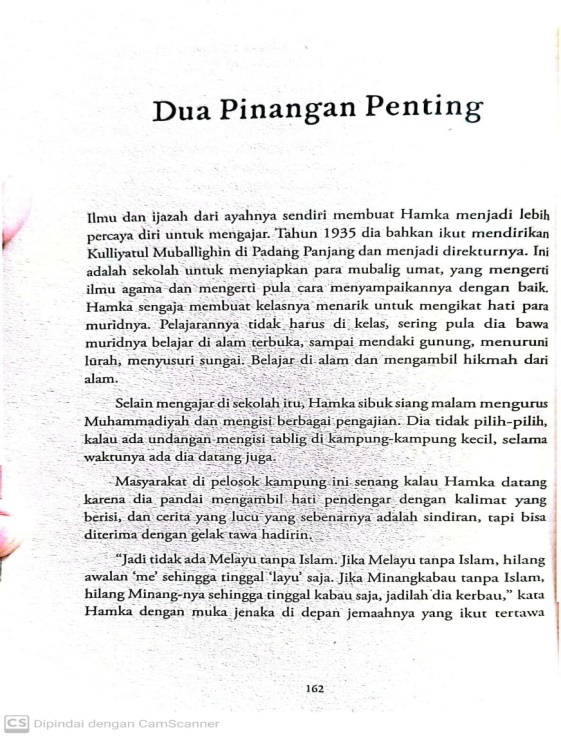 Dua Pinangan Penting
Ilmu dan ijazah dari ayahnya sendiri membuat Hamka menjadi lebih
percaya diri untuk mengajar. Tahun 1935 dia bahkan ikut mendirikan
Kulliyatul Muballighin di Padang Panjang dan menjadi direkturnya. Ini
adalah sekolah untuk menyiapkan para mubalig umat, yang mengerti
ilmu agama dan mengerti pula cara menyampaikannya dengan baik.
Hamka sengaja membuat kelasnya menarik untuk mengikat hati para
muridnya. Pelajarannya tidak harus di kelas, sering pula dia bawa
muridnya belajar di alam terbuka, sampai mendaki gunung, menuruni
lurah, menyusuri sungai. Belajar di alam dan mengambil hikmah dari
alam.
Selain mengajar di sekolah itu, Hamka sibuk siang malam mengurus
Muhammadiyah dan mengisi berbagai pengajian. Dia tidak pilih-pilih,
kalau ada undangan mengisi tablig di kampung-kampung kecil, selama
waktunya ada dia datang juga.
Masyarakat di pelosok kampung ini senang kalau Hamka datang
karena dia pandai mengambil hati pendengar dengan kalimat yang
berisi, dan cerita yang lucu yang sebenarnya adalah sindiran, tapi bisa
diterima dengan gelak tawa hadirin.
“Jadi tidak ada Melayu tanpa Islam. Jika Melayu tanpa Islam, hilang
awalan ‘me’ sehingga tinggal ‘layu’ saja. Jika Minangkabau tanpa Islam,
hilang Minang-nya sehingga tinggal kabau saja, jadilah dia kerbau,” kata
Hamka dengan muka jenaka di depan jemaahnya yang ikut tertawa
162
CS Dipindai dengan CamScanner